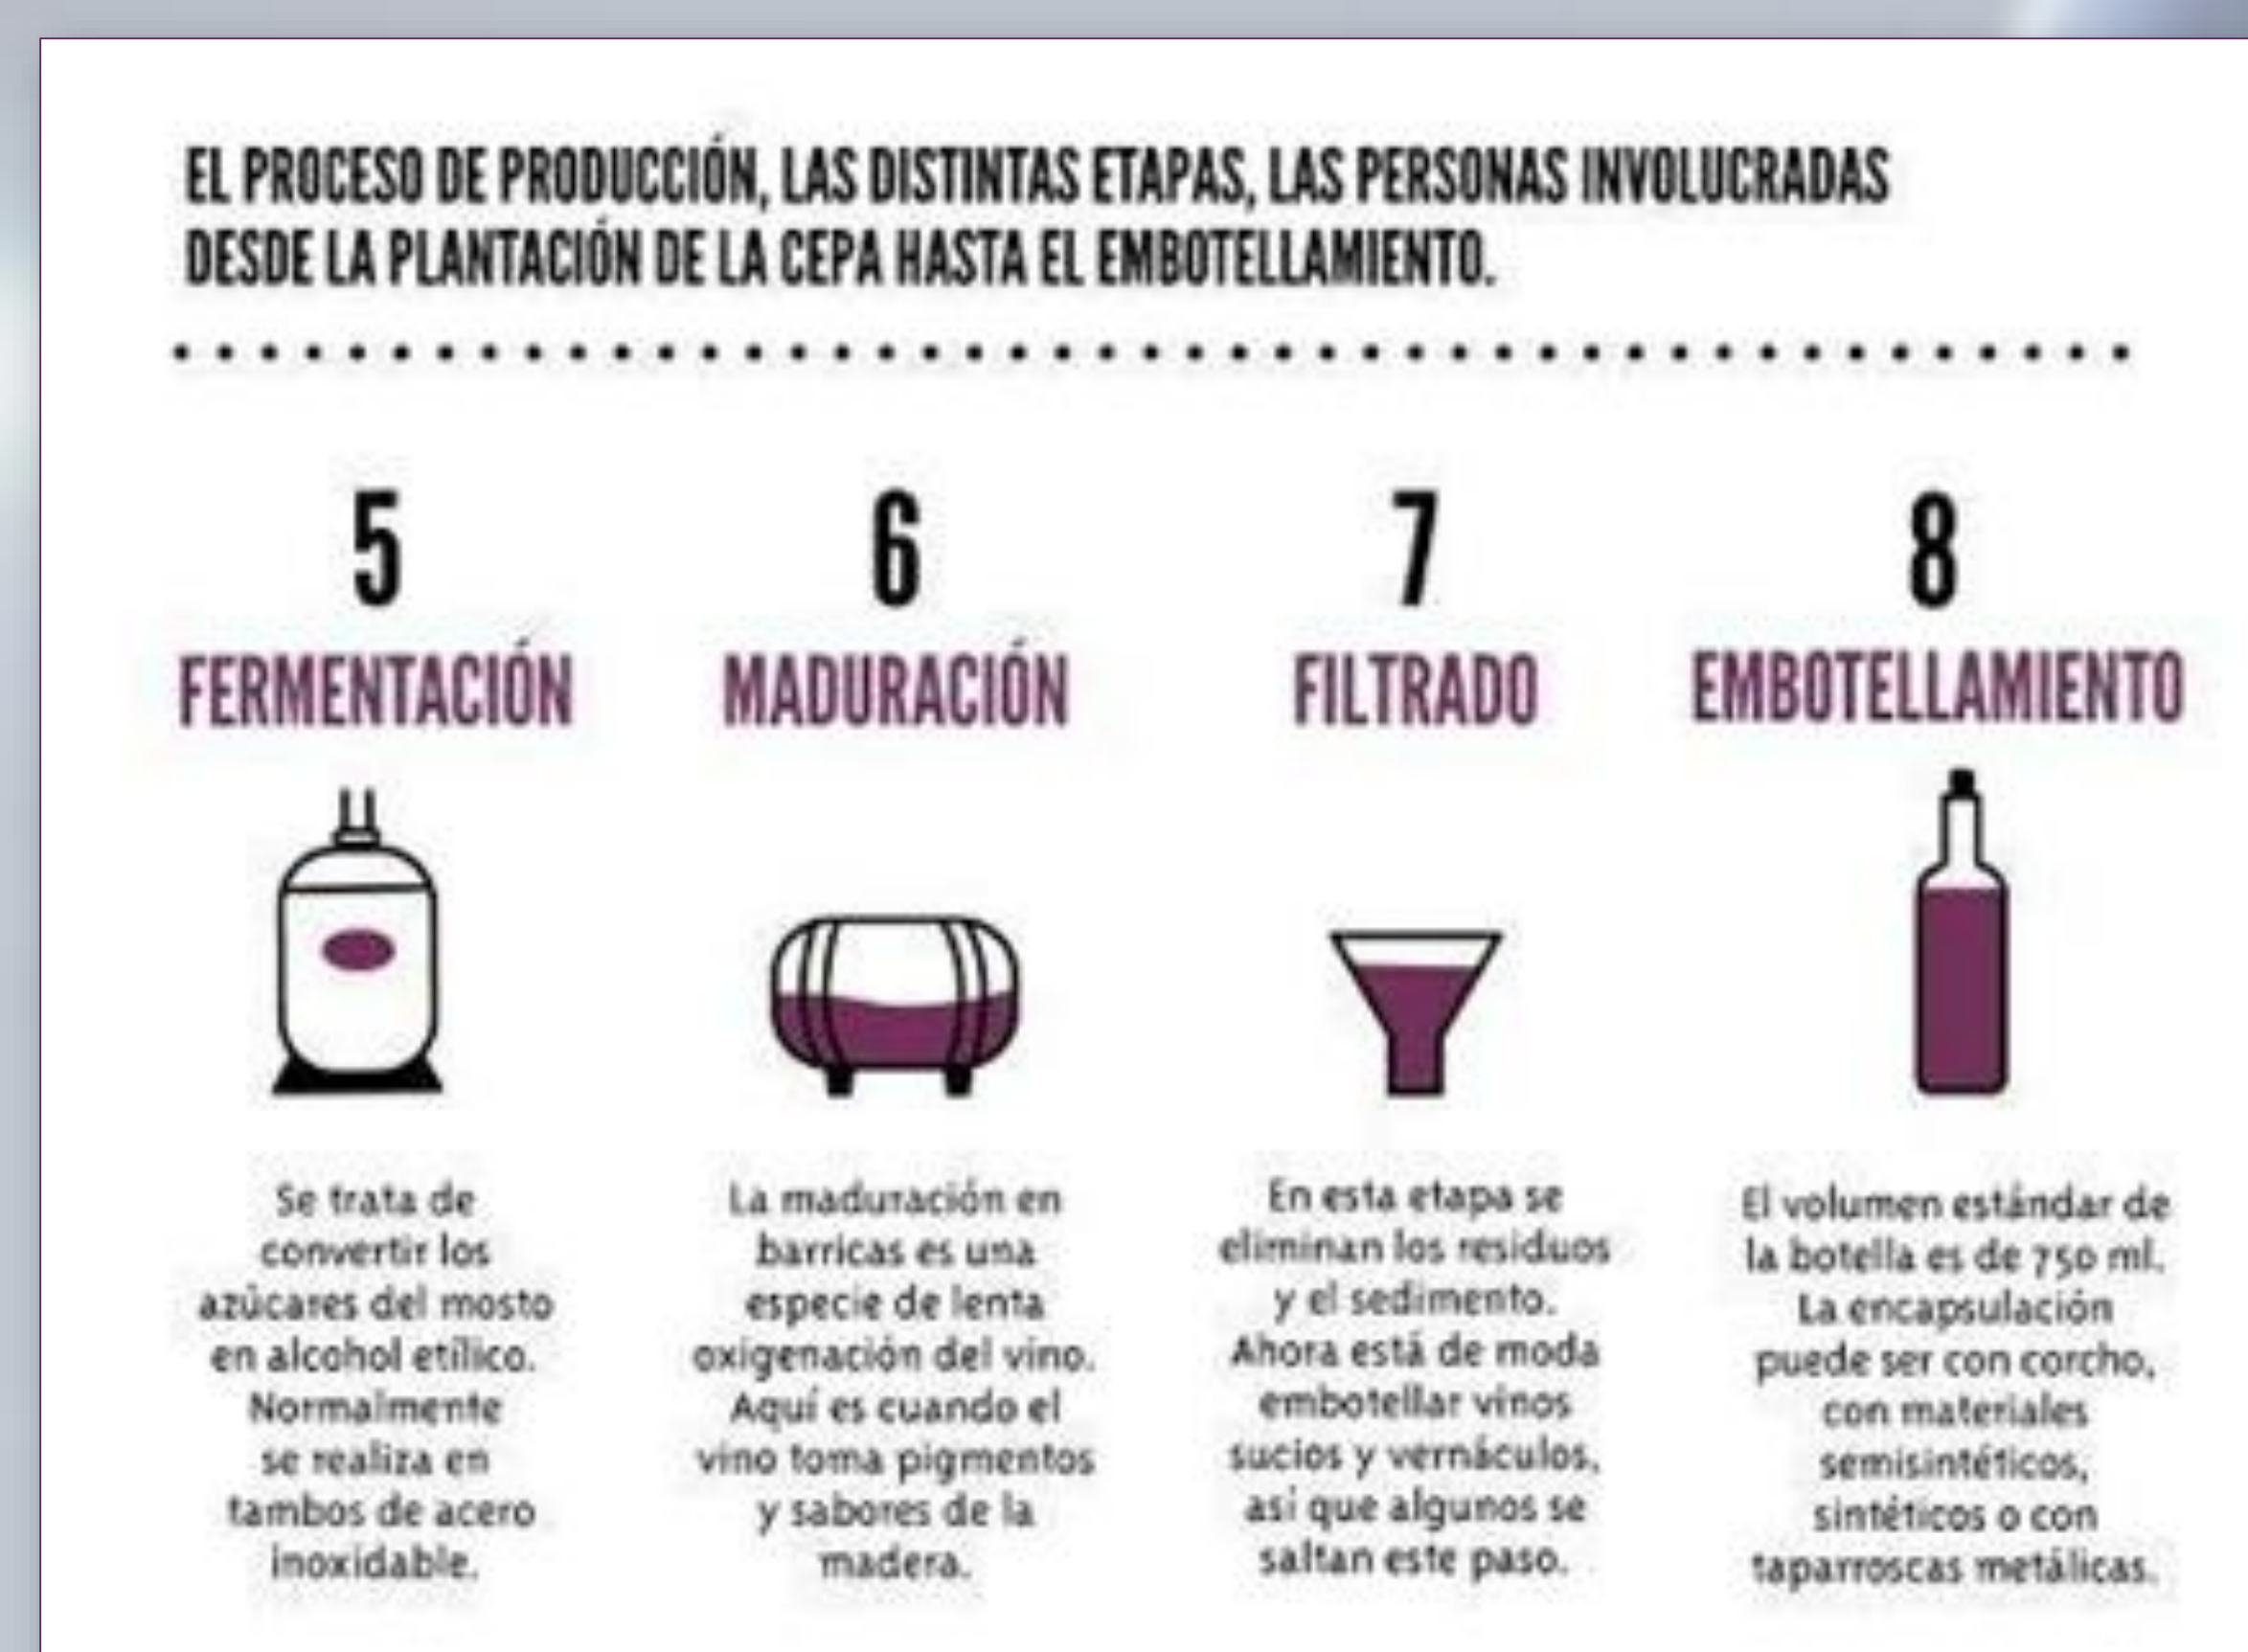 EL PROCESO DE PRODUCCIÓN, LAS DISTINTAS ETAPAS, LAS PERSONAS INVOLUCRADAS
DESDE LA PLANTACIÓN DE LA CEPA HASTA EL EMBOTELLAMIENTO.
5
FERMENTACIÓN
Se trata de
convertir los
azúcares del mosto
en alcohol etílico.
Normalmente
se realiza en
tambos de acero
inoxidable.
6
MADURACIÓN
La maduración en
barricas es una
especie de lenta
oxigenación del vino.
Aquí es cuando el
vino toma pigmentos
y sabores de la
madera.
7
FILTRADO
En esta etapa se
eliminan los residuos
y el sedimento.
Ahora está de moda
embotellar vinos
sucios y vernáculos,
así que algunos se
saltan este paso.
8
EMBOTELLAMIENTO
El volumen estándar de
la botella es de 750 ml.
La encapsulación
puede ser con corcho,
con materiales
semisintéticos,
sintéticos o con
taparroscas metálicas.